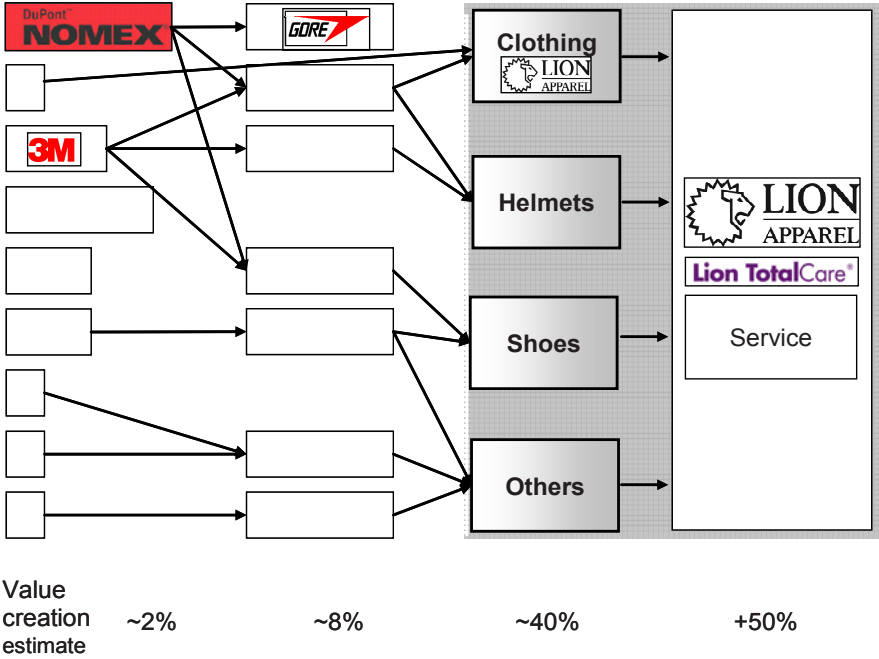 DuPont™
NOMEX
GORE
Clothing
LION
APPAREL
3M
Helmets
LION
APPAREL
Lion TotalCare®
Service
Shoes
Others
Value
creation
estimate
~2%
~8%
~40%
+50%